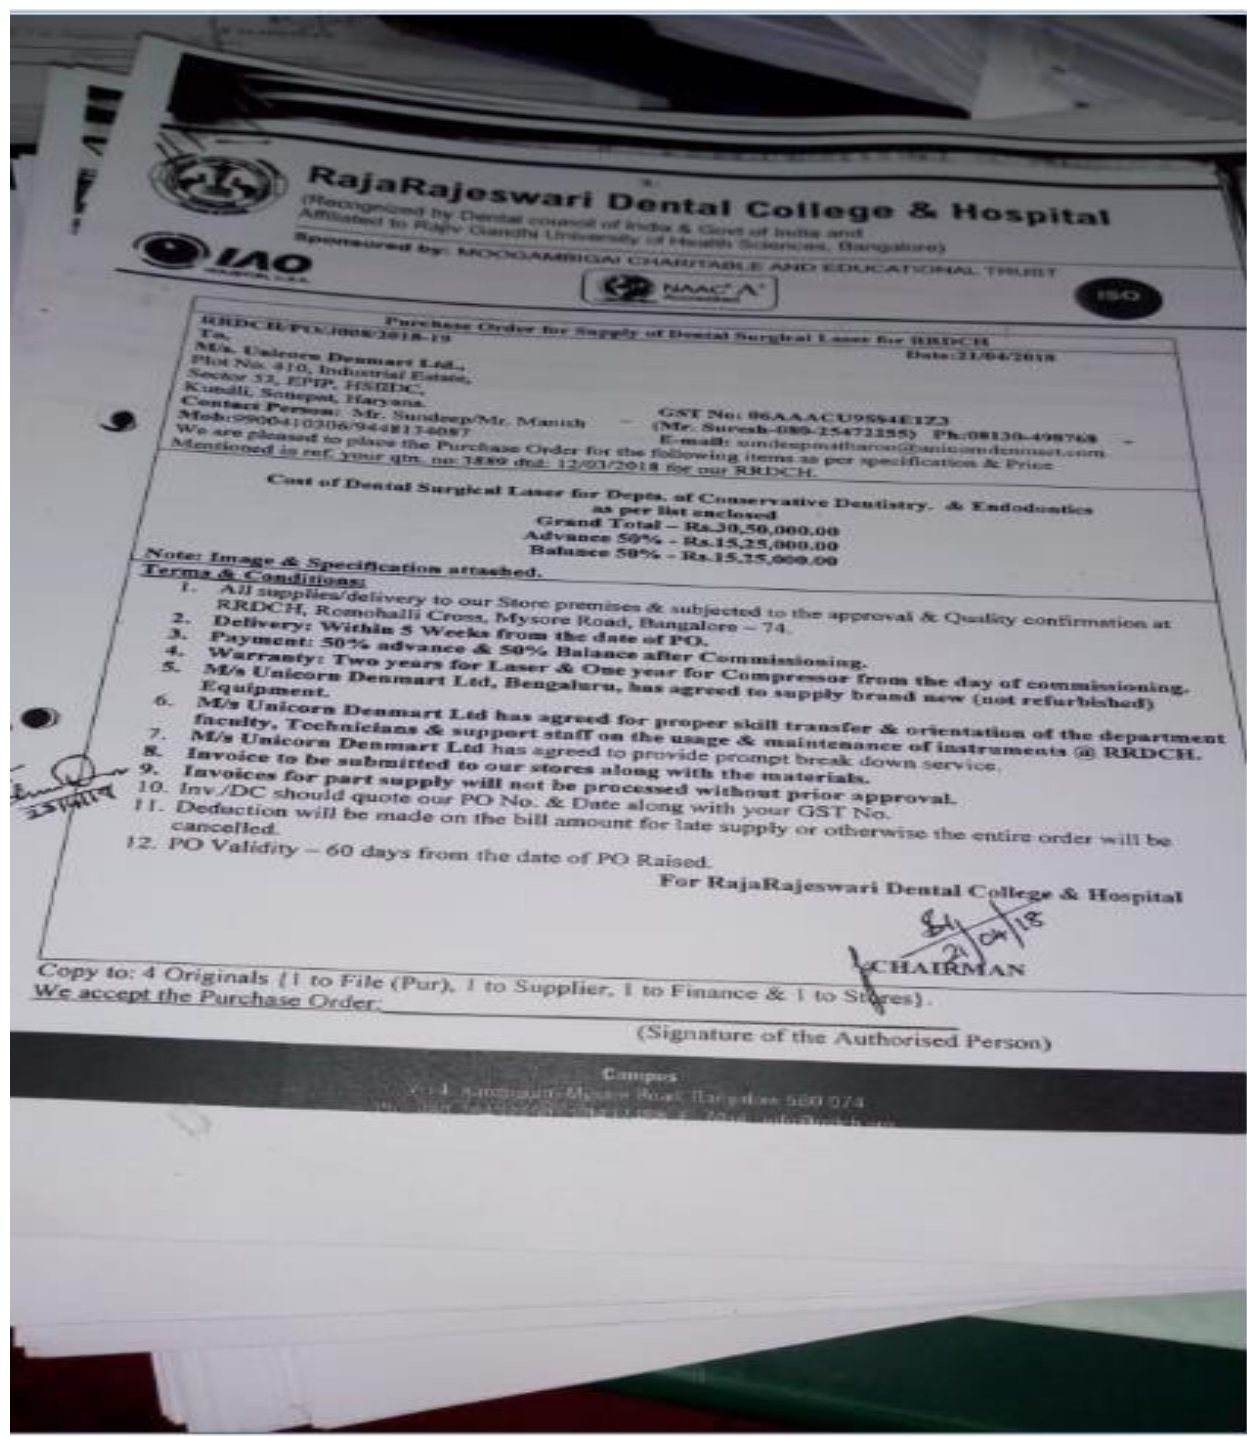 RajaRajeswari Dental College & Hospital
(Recognized by Dental council of India & Govt of India and
Affiliated to Rajiv Gandhi University of Health Sciences, Bangalore)
Sponsored by: MOOGAMBIGAI CHARITABLE AND EDUCATIONAL TRUST
IAO
NAAC 'A+'
Accredited
ISO
Purchase Order for Supply of Dental Surgical Laser for RRDCH
RRDCH/PO/J008/2018-19 Date:21/04/2018
To,
M/s. Unicorn Denmart Ltd.,
Plot No. 410, Industrial Estate,
Sector 53, EPIP, HSIIDC,
Kundli, Sonepat, Haryana.
GST No: 06AAACU9554E1Z3
Contact Person: Mr. Sundeep/Mr. Manish - (Mr. Suresh-080-25472255) Ph:08130-498768 -
Mob:9900410306/9448134087 E-mail: sundeepmatharoo@unicorndenmart.com
We are pleased to place the Purchase Order for the following items as per specification & Price
Mentioned in ref. your qtn. no: 3889 dtd: 12/03/2018 for our RRDCH.
Cost of Dental Surgical Laser for Depts. of Conservative Dentistry. & Endodontics
as per list enclosed
Grand Total – Rs.30,50,000.00
Advance 50% - Rs.15,25,000.00
Balance 50% - Rs.15,25,000.00
Note: Image & Specification attached.
Terms & Conditions:
1. All supplies/delivery to our Store premises & subjected to the approval & Quality confirmation at
RRDCH, Romohalli Cross, Mysore Road, Bangalore – 74.
2. Delivery: Within 5 Weeks from the date of PO.
3. Payment: 50% advance & 50% Balance after Commissioning.
4. Warranty: Two years for Laser & One year for Compressor from the day of commissioning.
5. M/s Unicorn Denmart Ltd, Bengaluru, has agreed to supply brand new (not refurbished)
Equipment.
6. M/s Unicorn Denmart Ltd has agreed for proper skill transfer & orientation of the department
faculty, Technicians & support staff on the usage & maintenance of instruments @ RRDCH.
7. M/s Unicorn Denmart Ltd has agreed to provide prompt break down service.
8. Invoice to be submitted to our stores along with the materials.
9. Invoices for part supply will not be processed without prior approval.
10. Inv./DC should quote our PO No. & Date along with your GST No.
11. Deduction will be made on the bill amount for late supply or otherwise the entire order will be
cancelled.
12. PO Validity – 60 days from the date of PO Raised.
For RajaRajeswari Dental College & Hospital
21/04/18
CHAIRMAN
Copy to: 4 Originals {1 to File (Pur), 1 to Supplier, 1 to Finance & 1 to Stores}.
We accept the Purchase Order:
(Signature of the Authorised Person)
Campus
Mysore Road, Bangalore 560 074